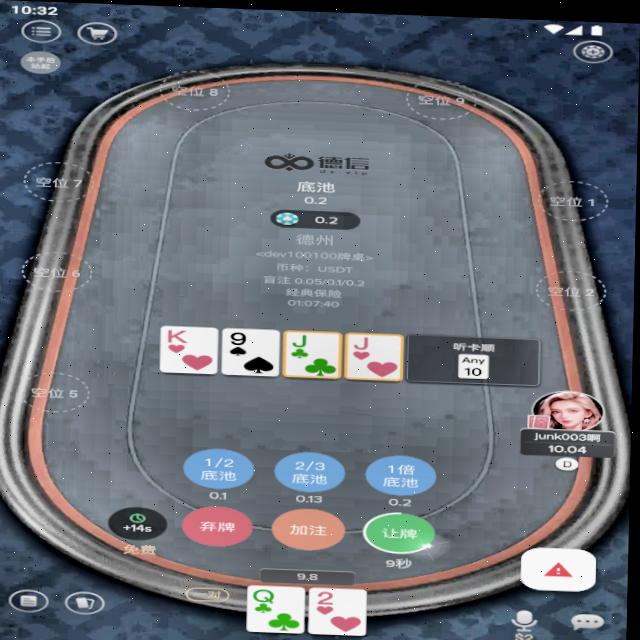 10:32
本手后
站起
空位 8
空位 9
德信
dx.vip
底池
0.2
0.2
空位 7
空位 1
德州
<dev100100牌桌>
币种： USDT
盲注 0.05/0.1/0.2
经典保险
01:07:40
空位 6
空位 2
K
9
J
J
听卡顺
Any
10
空位 5
junk003啊
10.04
D
1/2
底池
2/3
底池
1倍
底池
0.1
0.13
0.2
+14s
弃牌
加注
让牌
免费
9秒
9.8
一对
Q
2
$2